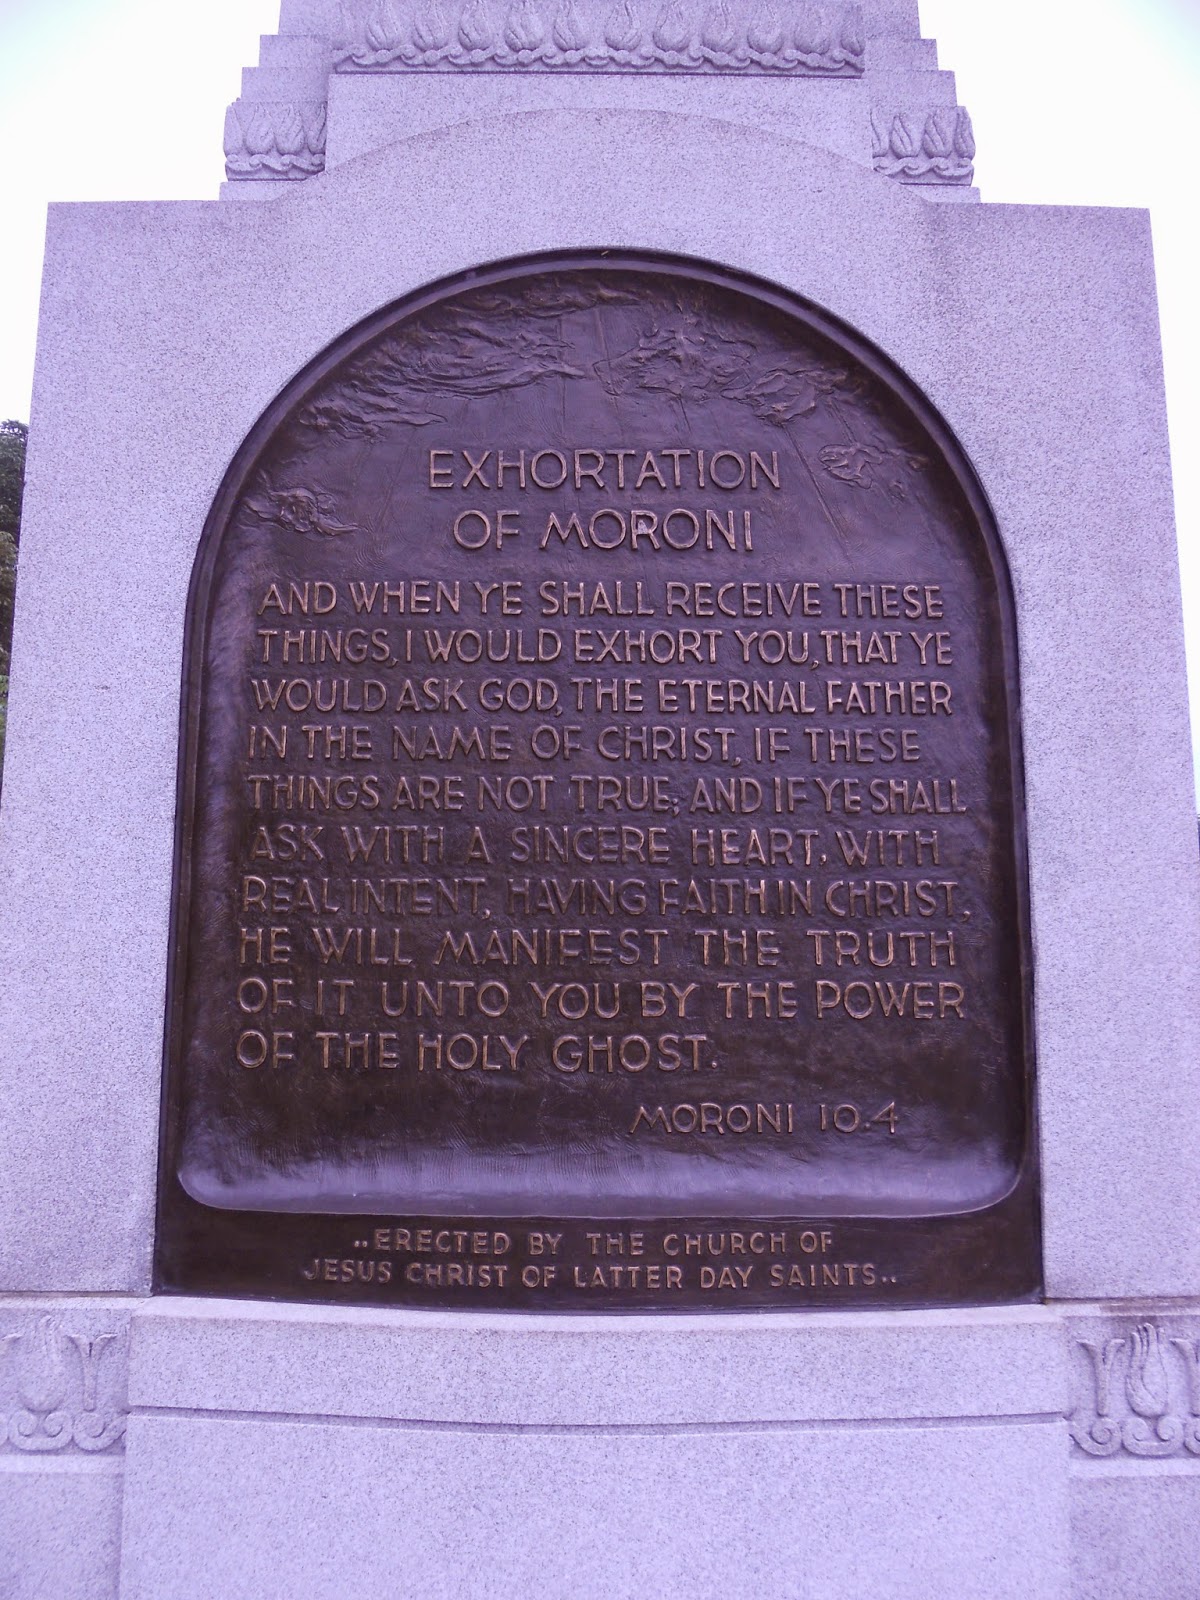 EXHORTATION
OF MORONI
AND WHEN YE SHALL RECEIVE THESE
THINGS, I WOULD EXHORT YOU, THAT YE
WOULD ASK GOD, THE ETERNAL FATHER
IN THE NAME OF CHRIST, IF THESE
THINGS ARE NOT TRUE; AND IF YE SHALL
ASK WITH A SINCERE HEART, WITH
REAL INTENT, HAVING FAITH IN CHRIST,
HE WILL MANIFEST THE TRUTH
OF IT UNTO YOU BY THE POWER
OF THE HOLY GHOST.
MORONI 10.4
..ERECTED BY THE CHURCH OF
JESUS CHRIST OF LATTER DAY SAINTS..